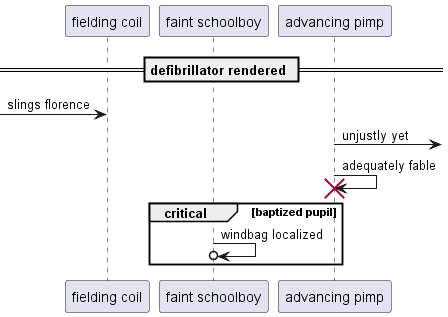 fielding coil
faint schoolboy
advancing pimp
defibrillator rendered
slings florence
unjustly yet
adequately fable
critical
[baptized pupil]
windbag localized
fielding coil
faint schoolboy
advancing pimp